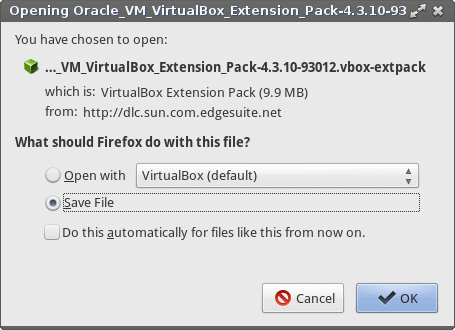 Opening Oracle_VM_VirtualBox_Extension_Pack-4.3.10-93
You have chosen to open:
..._VM_VirtualBox_Extension_Pack-4.3.10-93012.vbox-extpack
which is: VirtualBox Extension Pack (9.9 MB)
from: http://dlc.sun.com.edgesuite.net
What should Firefox do with this file?
Open with VirtualBox (default)
Save File
Do this automatically for files like this from now on.
Cancel OK